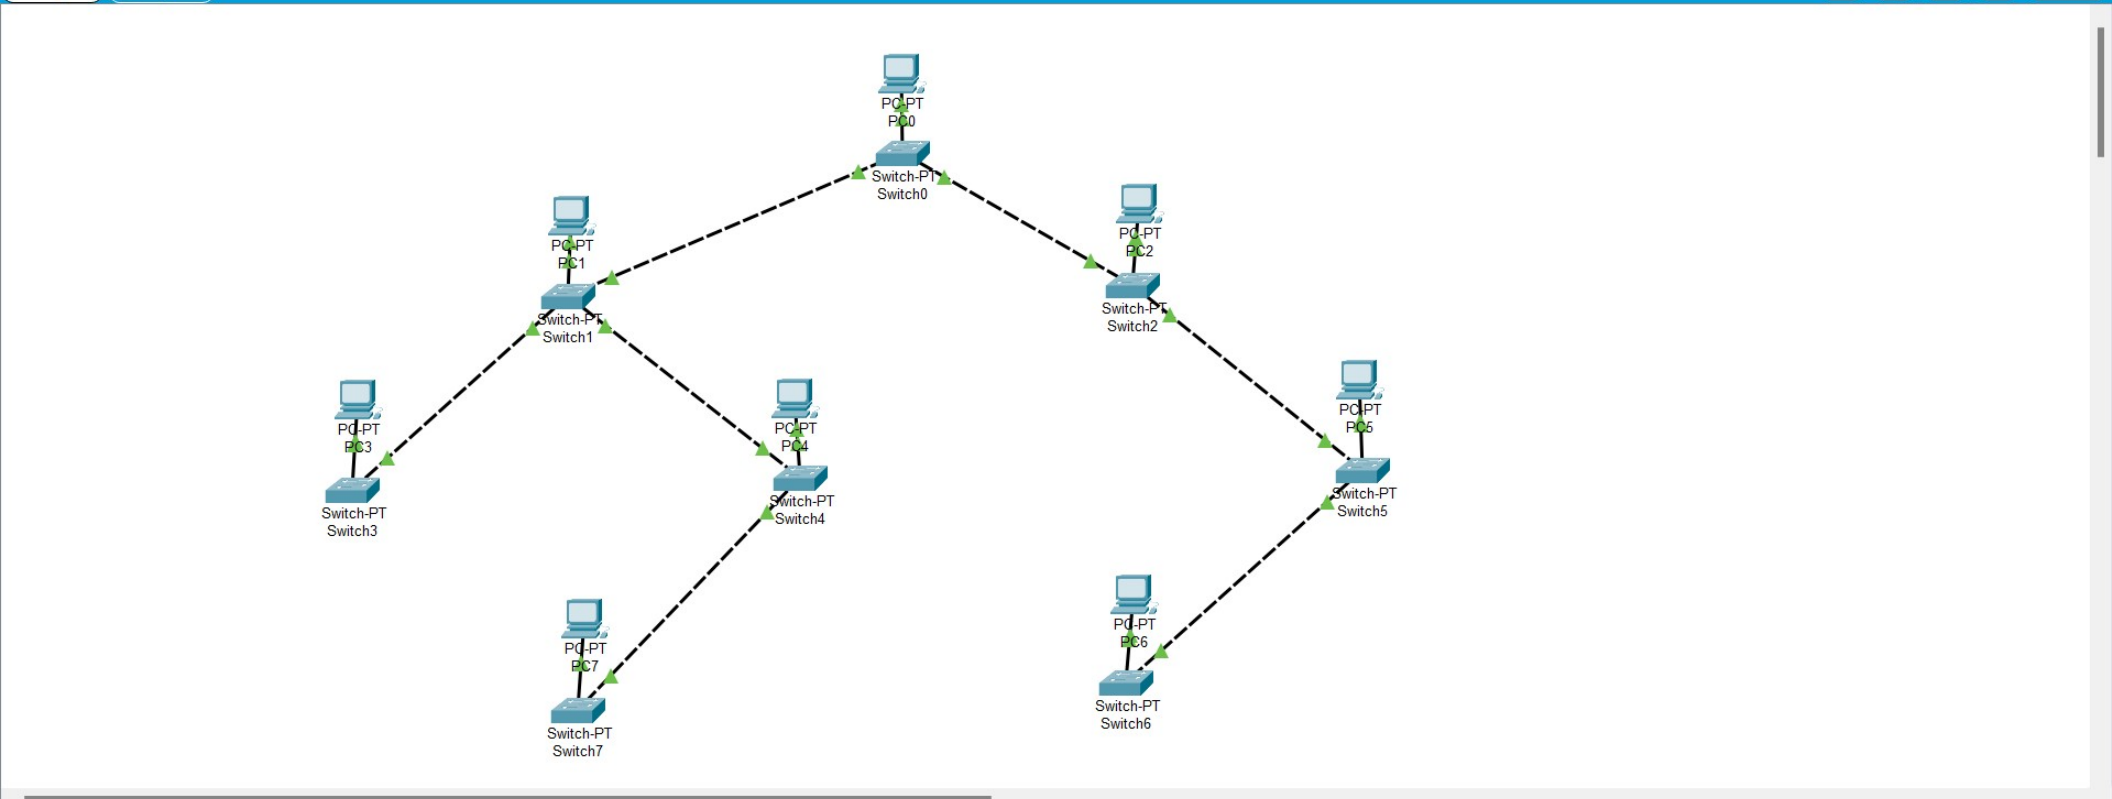 PC-PT
PC0
Switch-PT
Switch0
PC-PT
PC1
Switch-PT
Switch1
PC-PT
PC2
Switch-PT
Switch2
PC-PT
PC3
Switch-PT
Switch3
PC-PT
PC4
Switch-PT
Switch4
PC-PT
PC5
Switch-PT
Switch5
PC-PT
PC7
Switch-PT
Switch7
PC-PT
PC6
Switch-PT
Switch6